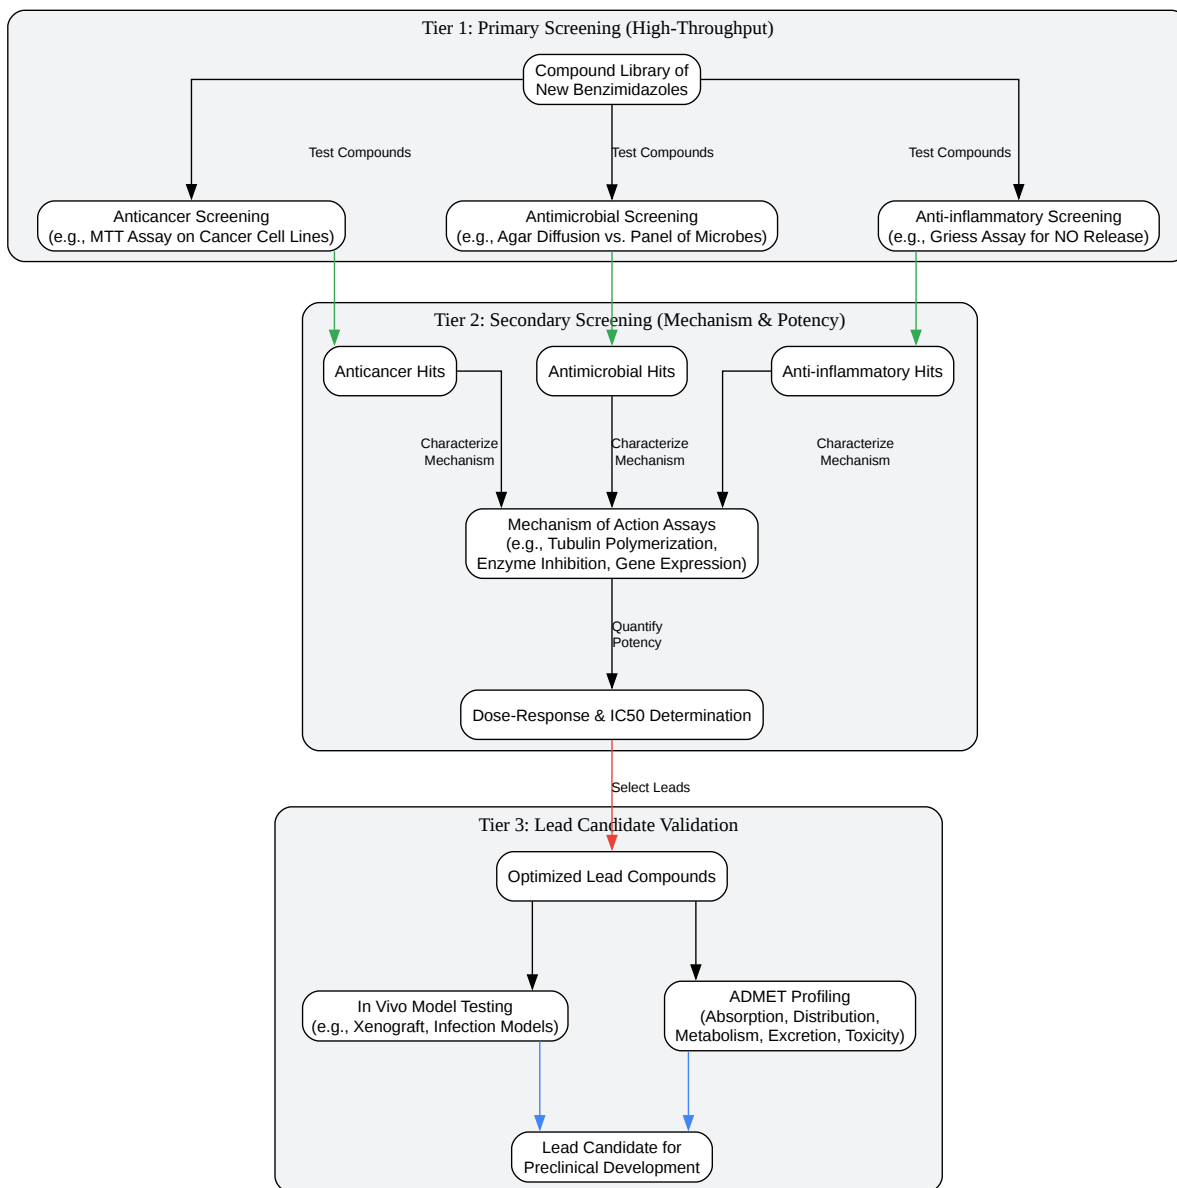 Tier 1: Primary Screening (High-Throughput)
Compound Library of
New Benzimidazoles
Test Compounds
Test Compounds
Test Compounds
Anticancer Screening
(e.g., MTT Assay on Cancer Cell Lines)
Antimicrobial Screening
(e.g., Agar Diffusion vs. Panel of Microbes)
Anti-inflammatory Screening
(e.g., Griess Assay for NO Release)
Tier 2: Secondary Screening (Mechanism & Potency)
Anticancer Hits
Antimicrobial Hits
Anti-inflammatory Hits
Characterize
Mechanism
Characterize
Mechanism
Characterize
Mechanism
Mechanism of Action Assays
(e.g., Tubulin Polymerization,
Enzyme Inhibition, Gene Expression)
Quantify
Potency
Dose-Response & IC50 Determination
Select Leads
Tier 3: Lead Candidate Validation
Optimized Lead Compounds
In Vivo Model Testing
(e.g., Xenograft, Infection Models)
ADMET Profiling
(Absorption, Distribution,
Metabolism, Excretion, Toxicity)
Lead Candidate for
Preclinical Development